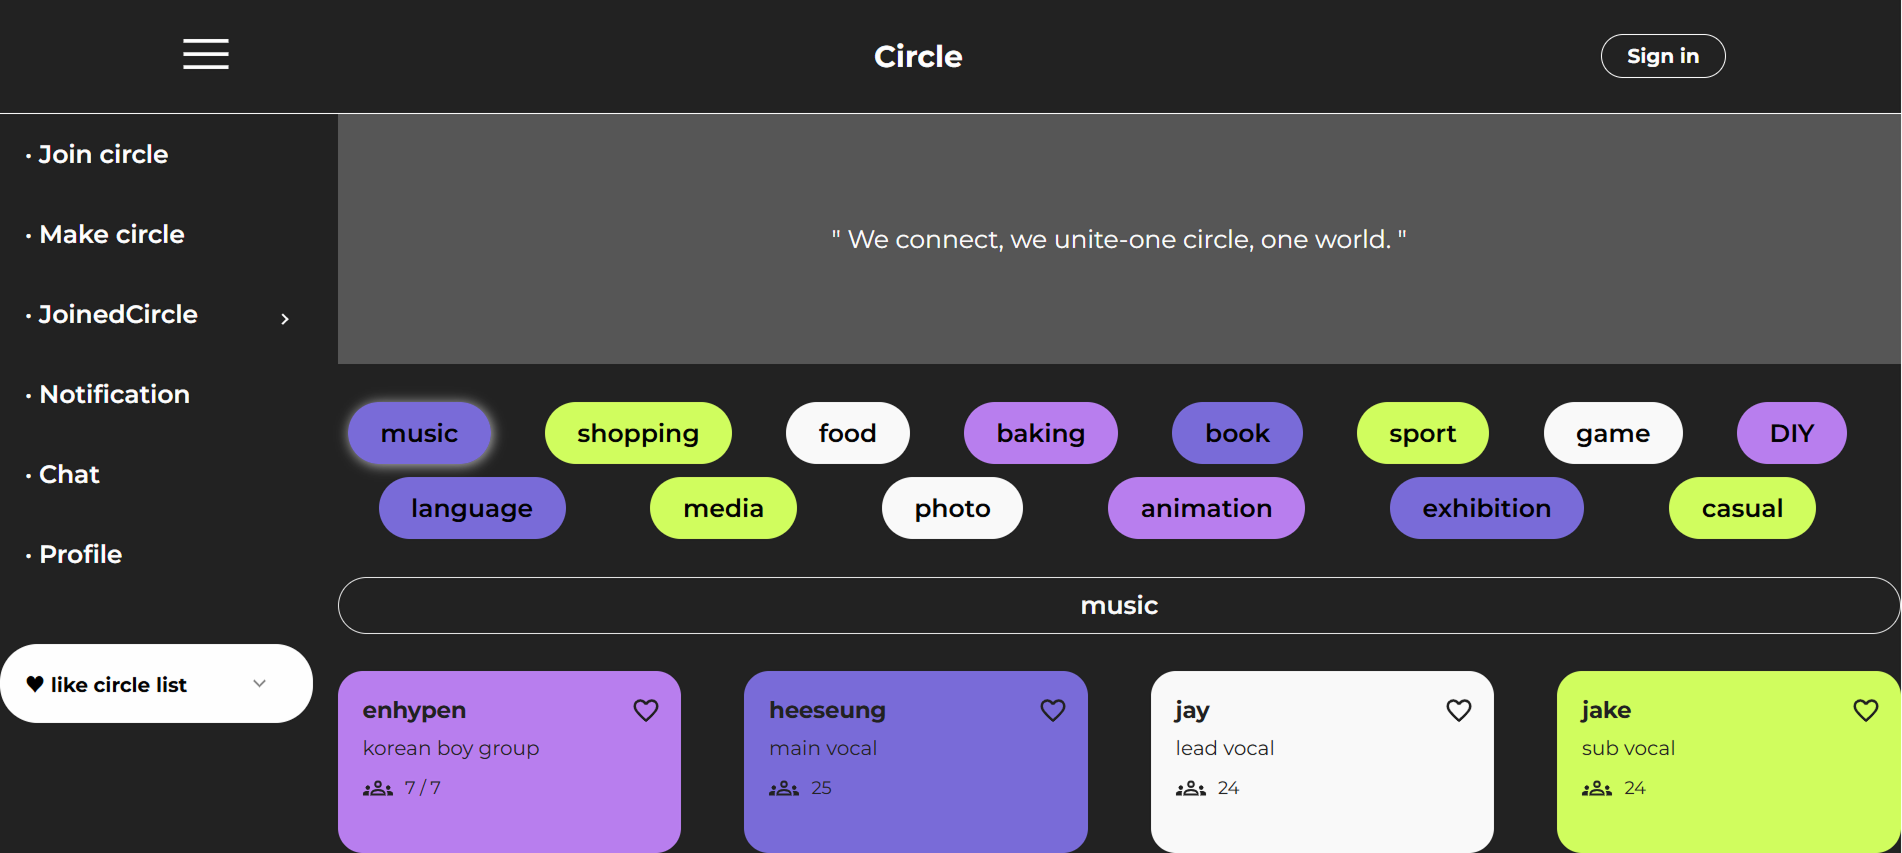 Circle
Sign in
· Join circle
· Make circle
· JoinedCircle
· Notification
· Chat
· Profile
♥ like circle list
" We connect, we unite-one circle, one world. "
music shopping food baking book sport game DIY
language media photo animation exhibition casual
music
enhypen
korean boy group
7 / 7
heeseung
main vocal
25
jay
lead vocal
24
jake
sub vocal
24